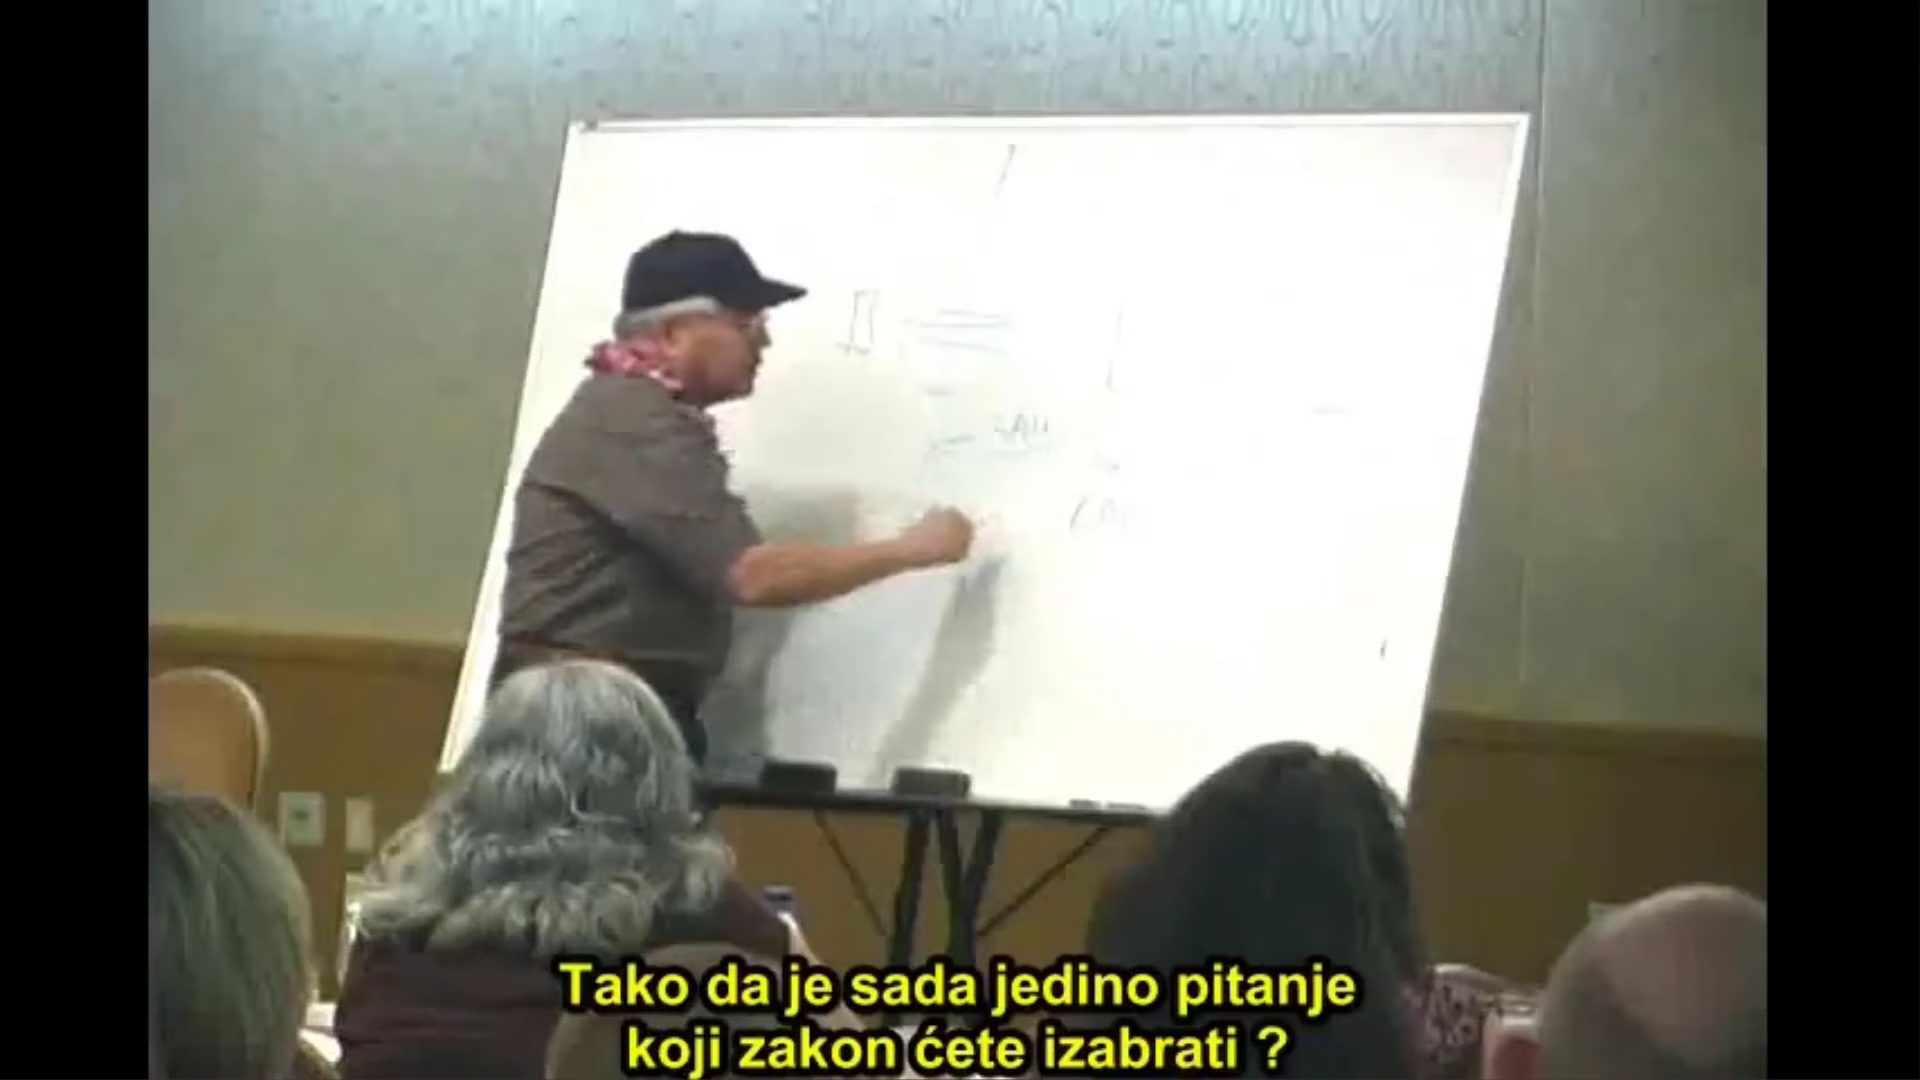 Tako da je sada jedino pitanje
koji zakon ćete izabrati ?